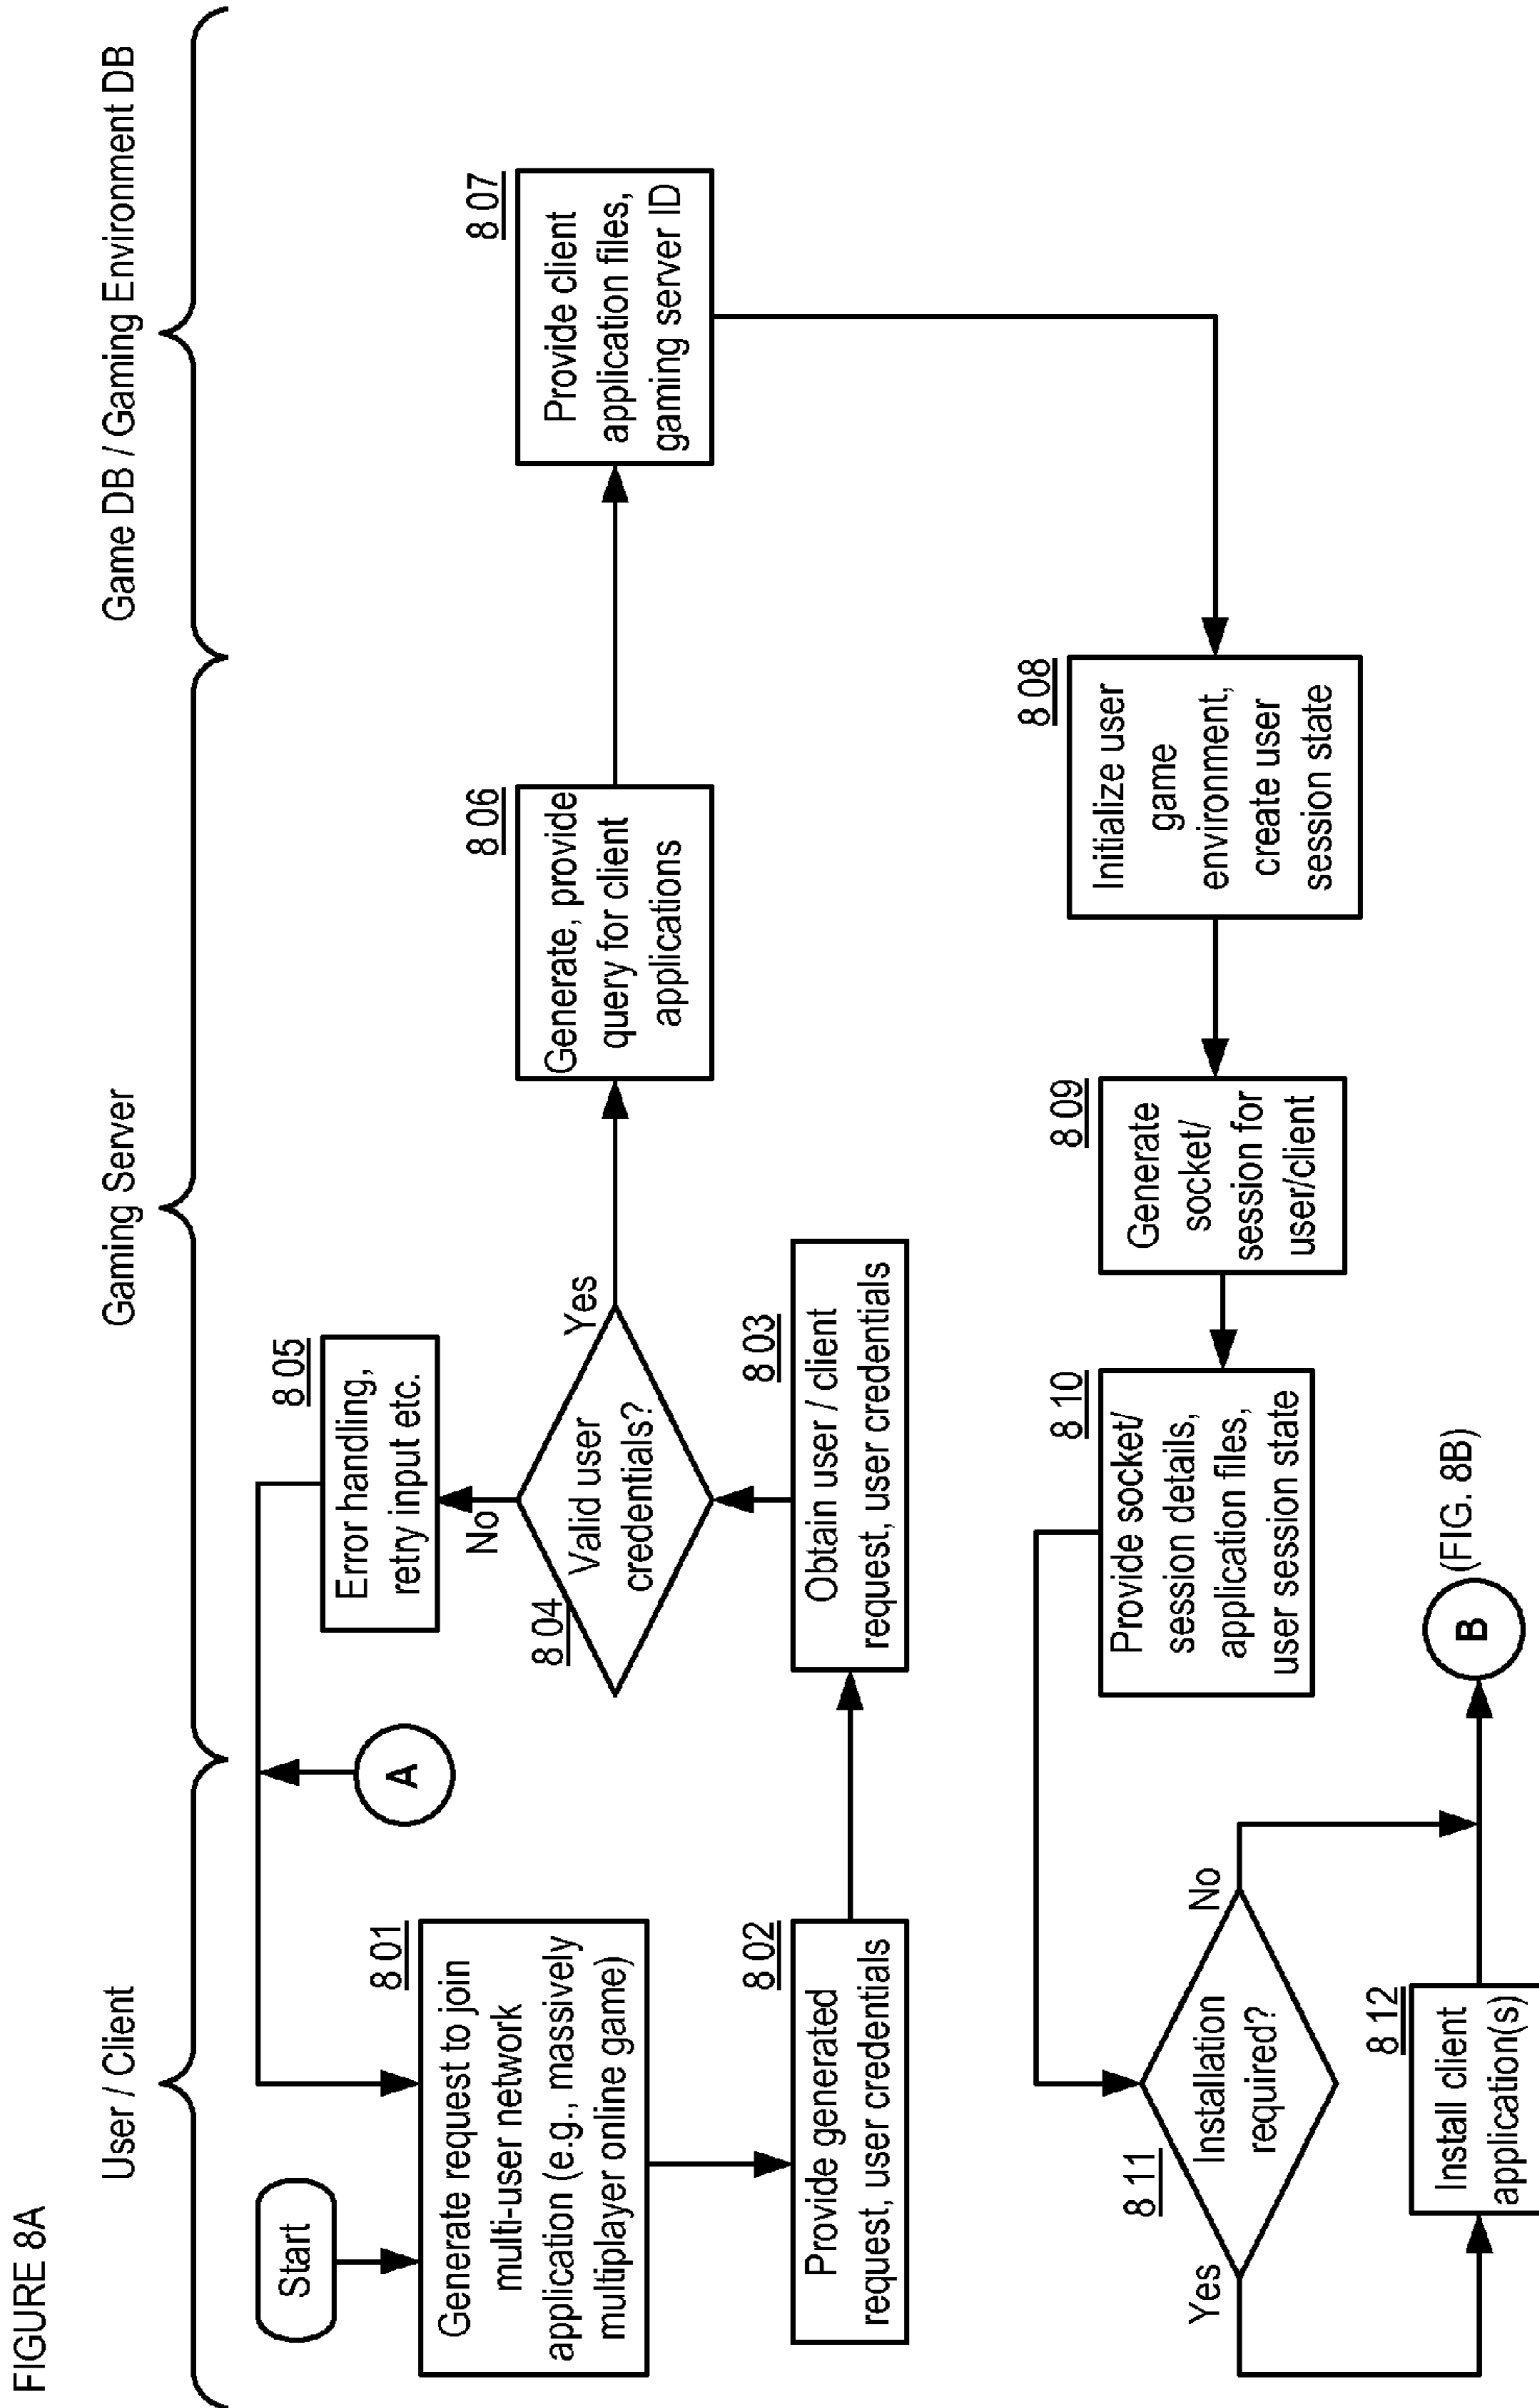 FIGURE 8A
User / Client
Gaming Server
Game DB / Gaming Environment DB
Start
8 01
Generate request to join
multi-user network
application (e.g., massively
multiplayer online game)
A
8 02
Provide generated
request, user credentials
8 03
Obtain user / client
request, user credentials
8 04
Valid user
credentials?
No
Yes
8 05
Error handling,
retry input etc.
8 06
Generate, provide
query for client
applications
8 07
Provide client
application files,
gaming server ID
8 08
Initialize user
game
environment,
create user
session state
8 09
Generate
socket/
session for
user/client
8 10
Provide socket/
session details,
application files,
user session state
8 11
Installation
required?
Yes
No
8 12
Install client
application(s)
B
(FIG. 8B)